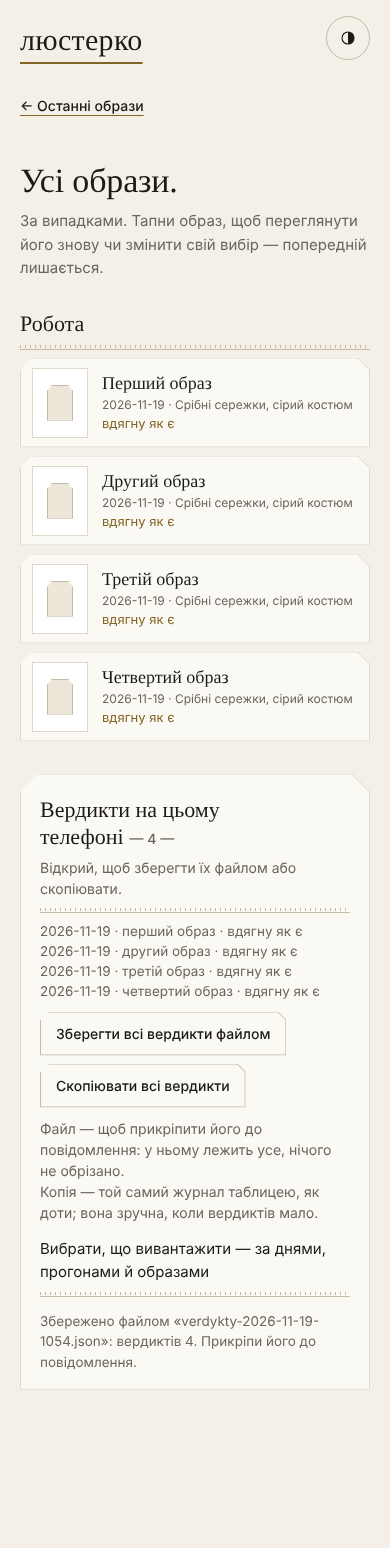 люстерко
← Останні образи
Усі образи.
За випадками. Тапни образ, щоб переглянути
його знову чи змінити свій вибір — попередній
лишається.
Робота
Перший образ
2026-11-19 · Срібні сережки, сірий костюм
вдягну як є
Другий образ
2026-11-19 · Срібні сережки, сірий костюм
вдягну як є
Третій образ
2026-11-19 · Срібні сережки, сірий костюм
вдягну як є
Четвертий образ
2026-11-19 · Срібні сережки, сірий костюм
вдягну як є
Вердикти на цьому
телефоні — 4 —
Відкрий, щоб зберегти їх файлом або
скопіювати.
2026-11-19 · перший образ · вдягну як є
2026-11-19 · другий образ · вдягну як є
2026-11-19 · третій образ · вдягну як є
2026-11-19 · четвертий образ · вдягну як є
Зберегти всі вердикти файлом
Скопіювати всі вердикти
Файл — щоб прикріпити його до
повідомлення: у ньому лежить усе, нічого
не обрізано.
Копія — той самий журнал таблицею, як
доти; вона зручна, коли вердиктів мало.
Вибрати, що вивантажити — за днями,
прогонами й образами
Збережено файлом «verdykty-2026-11-19-
1054.json»: вердиктів 4. Прикріпи його до
повідомлення.